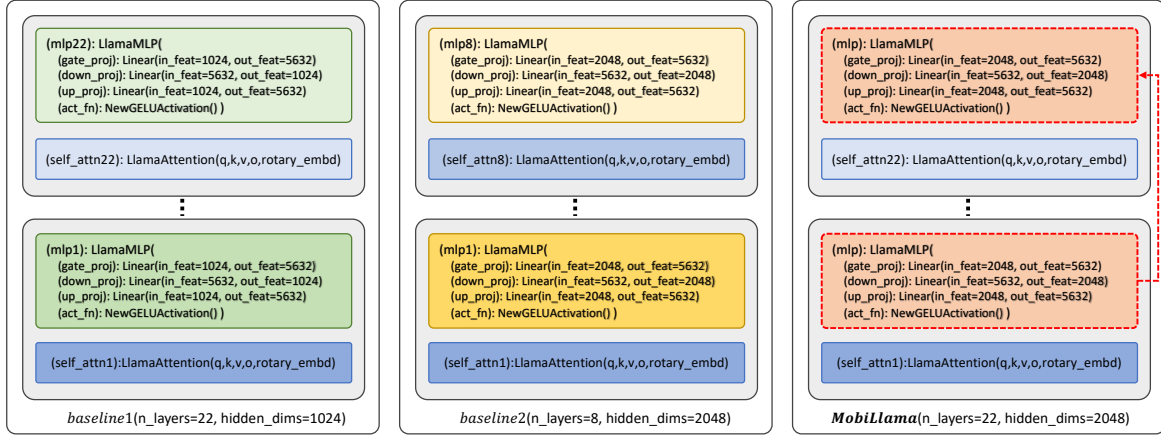 (mlp22): LlamaMLP(
(gate_proj): Linear(in_feat=1024, out_feat=5632)
(down_proj): Linear(in_feat=5632, out_feat=1024)
(up_proj): Linear(in_feat=1024, out_feat=5632)
(act_fn): NewGELUActivation() )
(self_attn22): LlamaAttention(q,k,v,o,rotary_embd)
(mlp1): LlamaMLP(
(gate_proj): Linear(in_feat=1024, out_feat=5632)
(down_proj): Linear(in_feat=5632, out_feat=1024)
(up_proj): Linear(in_feat=1024, out_feat=5632)
(act_fn): NewGELUActivation() )
(self_attn1):LlamaAttention(q,k,v,o,rotary_embd)
baseline1(n_layers=22, hidden_dims=1024)
(mlp8): LlamaMLP(
(gate_proj): Linear(in_feat=2048, out_feat=5632)
(down_proj): Linear(in_feat=5632, out_feat=2048)
(up_proj): Linear(in_feat=2048, out_feat=5632)
(act_fn): NewGELUActivation() )
(self_attn8): LlamaAttention(q,k,v,o,rotary_embd)
(mlp1): LlamaMLP(
(gate_proj): Linear(in_feat=2048, out_feat=5632)
(down_proj): Linear(in_feat=5632, out_feat=2048)
(up_proj): Linear(in_feat=2048, out_feat=5632)
(act_fn): NewGELUActivation() )
(self_attn1):LlamaAttention(q,k,v,o,rotary_embd)
baseline2(n_layers=8, hidden_dims=2048)
(mlp): LlamaMLP(
(gate_proj): Linear(in_feat=2048, out_feat=5632)
(down_proj): Linear(in_feat=5632, out_feat=2048)
(up_proj): Linear(in_feat=2048, out_feat=5632)
(act_fn): NewGELUActivation() )
(self_attn22): LlamaAttention(q,k,v,o,rotary_embd)
(mlp): LlamaMLP(
(gate_proj): Linear(in_feat=2048, out_feat=5632)
(down_proj): Linear(in_feat=5632, out_feat=2048)
(up_proj): Linear(in_feat=2048, out_feat=5632)
(act_fn): NewGELUActivation() )
(self_attn1):LlamaAttention(q,k,v,o,rotary_embd)
MobiLlama(n_layers=22, hidden_dims=2048)